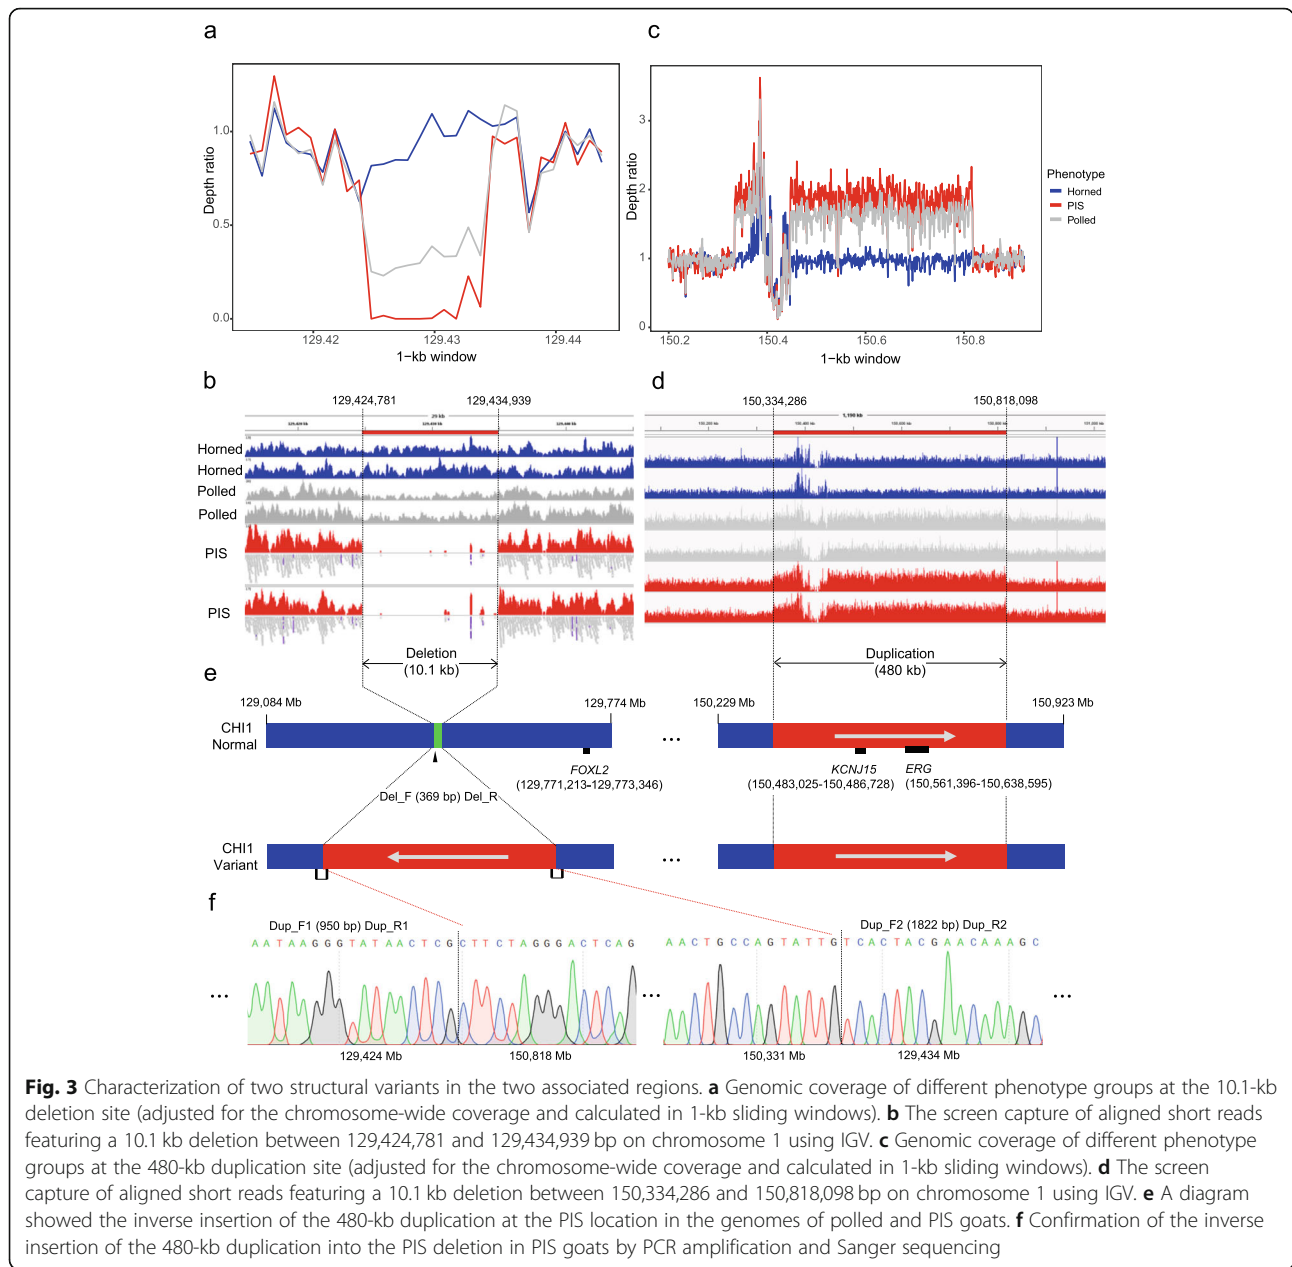 a
c
1.0
0.5
0.0
Depth ratio
129.42
129.43
129.44
1−kb window
3
2
1
0
Depth ratio
150.2
150.4
150.6
150.8
1−kb window
Phenotype
Horned
PIS
Polled
b
129,424,781
129,434,939
d
150,334,286
150,818,098
29 kb
1,190 kb
Horned
Horned
Polled
Polled
PIS
PIS
Deletion
(10.1 kb)
Duplication
(480 kb)
e
129,084 Mb
129,774 Mb
150,229 Mb
150,923 Mb
CHI1
Normal
...
FOXL2
(129,771,213-129,773,346)
KCNJ15
(150,483,025-150,486,728)
ERG
(150,561,396-150,638,595)
Del_F (369 bp) Del_R
CHI1
Variant
...
f
Dup_F1 (950 bp) Dup_R1
Dup_F2 (1822 bp) Dup_R2
AATAAGGGTATAACTCGCTTCTAGGGACTCAG
AACTGCCAGTATTGTCACTACGAACAAAGC
...
...
...
129,424 Mb
150,818 Mb
150,331 Mb
129,434 Mb
Fig. 3 Characterization of two structural variants in the two associated regions. a Genomic coverage of different phenotype groups at the 10.1-kb
deletion site (adjusted for the chromosome-wide coverage and calculated in 1-kb sliding windows). b The screen capture of aligned short reads
featuring a 10.1 kb deletion between 129,424,781 and 129,434,939 bp on chromosome 1 using IGV. c Genomic coverage of different phenotype
groups at the 480-kb duplication site (adjusted for the chromosome-wide coverage and calculated in 1-kb sliding windows). d The screen
capture of aligned short reads featuring a 10.1 kb deletion between 150,334,286 and 150,818,098 bp on chromosome 1 using IGV. e A diagram
showed the inverse insertion of the 480-kb duplication at the PIS location in the genomes of polled and PIS goats. f Confirmation of the inverse
insertion of the 480-kb duplication into the PIS deletion in PIS goats by PCR amplification and Sanger sequencing